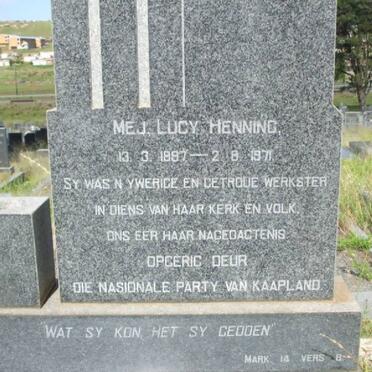 MEJ. LUCY HENNING,
13. 3. 1897 – 2. 8. 1971
SY WAS N YWERIGE EN GETROUE WERKSTER
IN DIENS VAN HAAR KERK EN VOLK.
ONS EER HAAR NAGEDAGTENIS
OPGERIG DEUR
DIE NASIONALE PARTY VAN KAAPLAND.
"WAT SY KON, HET SY GEDOEN"
MARK. 14 VERS 8